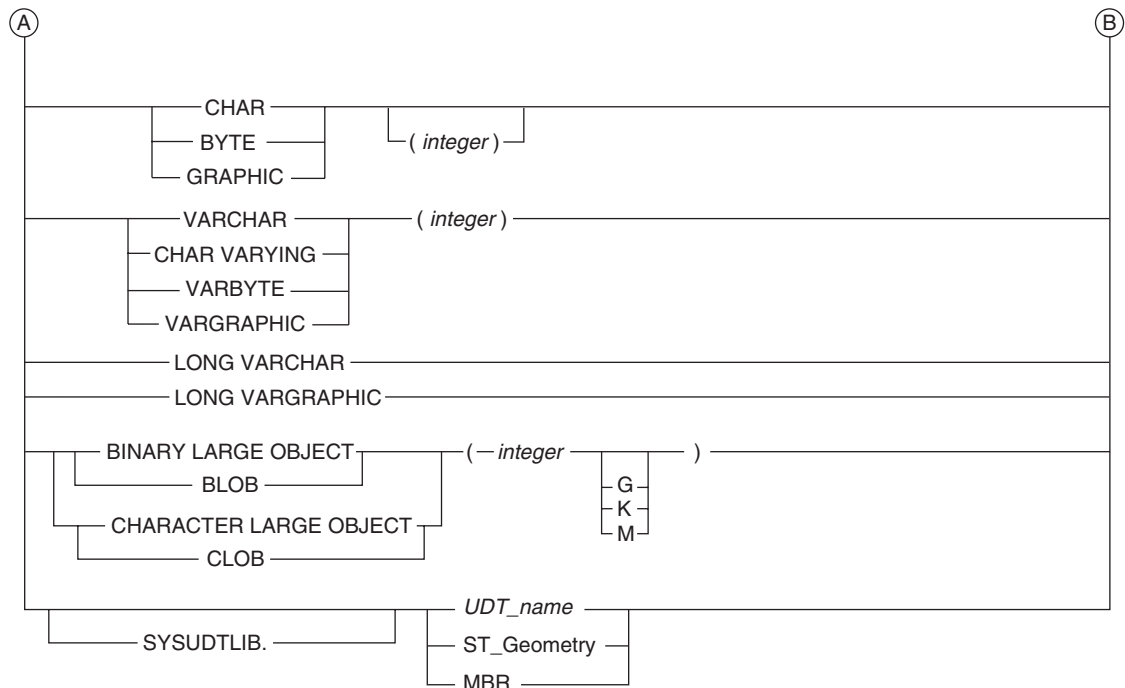 A B
CHAR
BYTE ( integer )
GRAPHIC
VARCHAR ( integer )
CHAR VARYING
VARBYTE
VARGRAPHIC
LONG VARCHAR
LONG VARGRAPHIC
BINARY LARGE OBJECT ( integer )
BLOB G
K
CHARACTER LARGE OBJECT M
CLOB
UDT_name
SYSUDTLIB. ST_Geometry
MBR